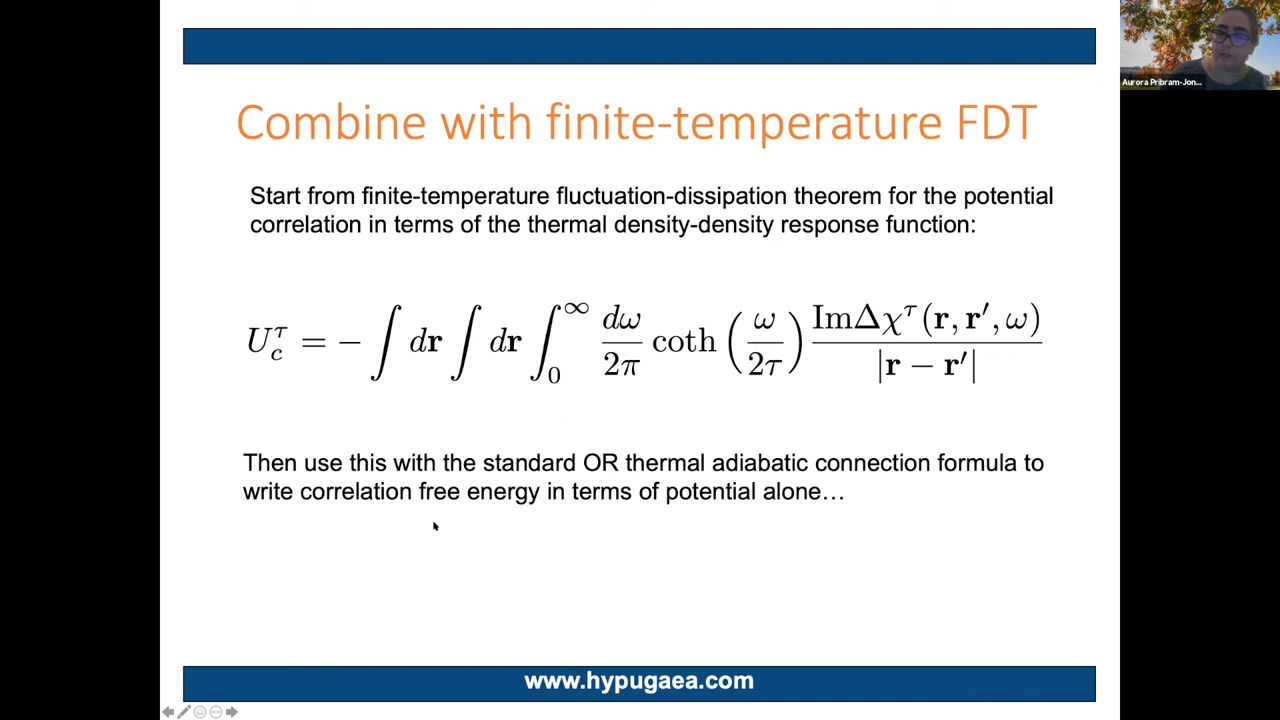 Aurora Pribram-Jon...
Combine with finite-temperature FDT
Start from finite-temperature fluctuation-dissipation theorem for the potential
correlation in terms of the thermal density-density response function:
U_c^τ = − ∫ d𝐫 ∫ d𝐫 ∫_0^∞ dω/2π coth(ω/2τ) ImΔχ^τ(𝐫, 𝐫′, ω)/|𝐫 − 𝐫′|
Then use this with the standard OR thermal adiabatic connection formula to
write correlation free energy in terms of potential alone…
www.hypugaea.com